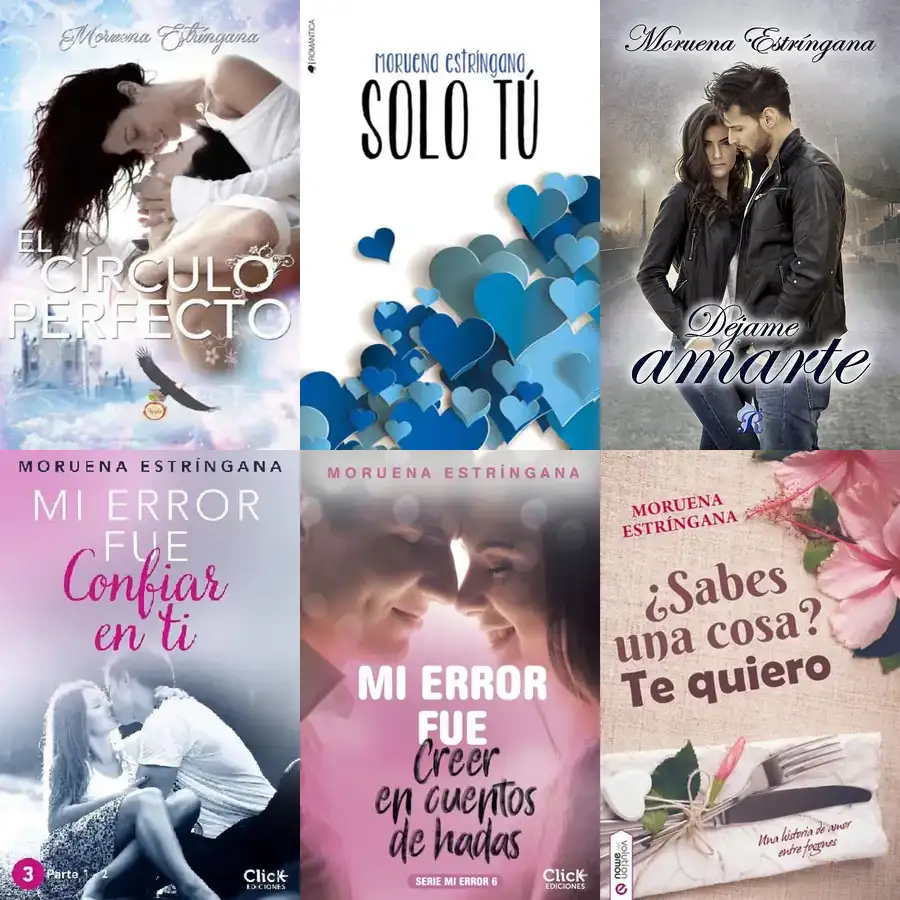 Moruena Estríngana
EL
CÍRCULO
PERFECTO
ROMÁNTICA
MORUENA ESTRÍNGANA
SOLO TÚ
Moruena Estríngana
Déjame
amarte
R
MORUENA ESTRÍNGANA
MI ERROR
FUE
Confiar
en ti
3 Parte 1 - 2
Click
EDICIONES
MORUENA ESTRÍNGANA
MI ERROR
FUE
Creer
en cuentos
de hadas
SERIE MI ERROR 6
Click
EDICIONES
MORUENA
ESTRÍNGANA
¿Sabes
una cosa?
Te quiero
Una historia de amor
entre fogones
nowe
volution